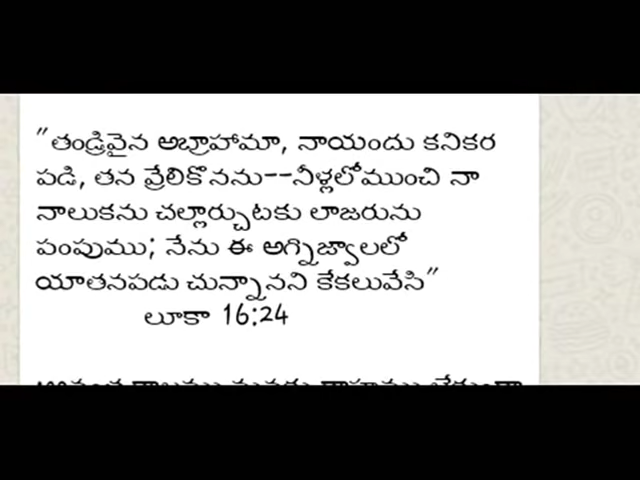 "తండ్రివైన అబ్రాహామా, నాయందు కనికర
పడి, తన వ్రేలికొనను--నీళ్లలోముంచి నా
నాలుకను చల్లార్చుటకు లాజరును
పంపుము; నేను ఈ అగ్నిజ్వాలలో
యాతనపడు చున్నానని కేకలువేసి"
లూకా 16:24